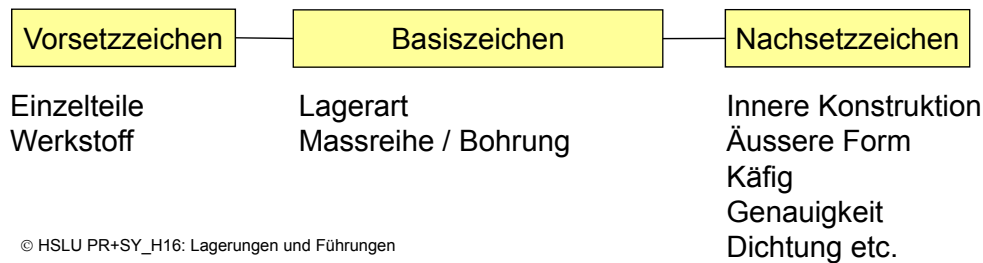 Vorsetzzeichen Basiszeichen Nachsetzzeichen
Einzelteile Lagerart Innere Konstruktion
Werkstoff Massreihe / Bohrung Äussere Form
Käfig
Genauigkeit
© HSLU PR+SY_H16: Lagerungen und Führungen
Dichtung etc.